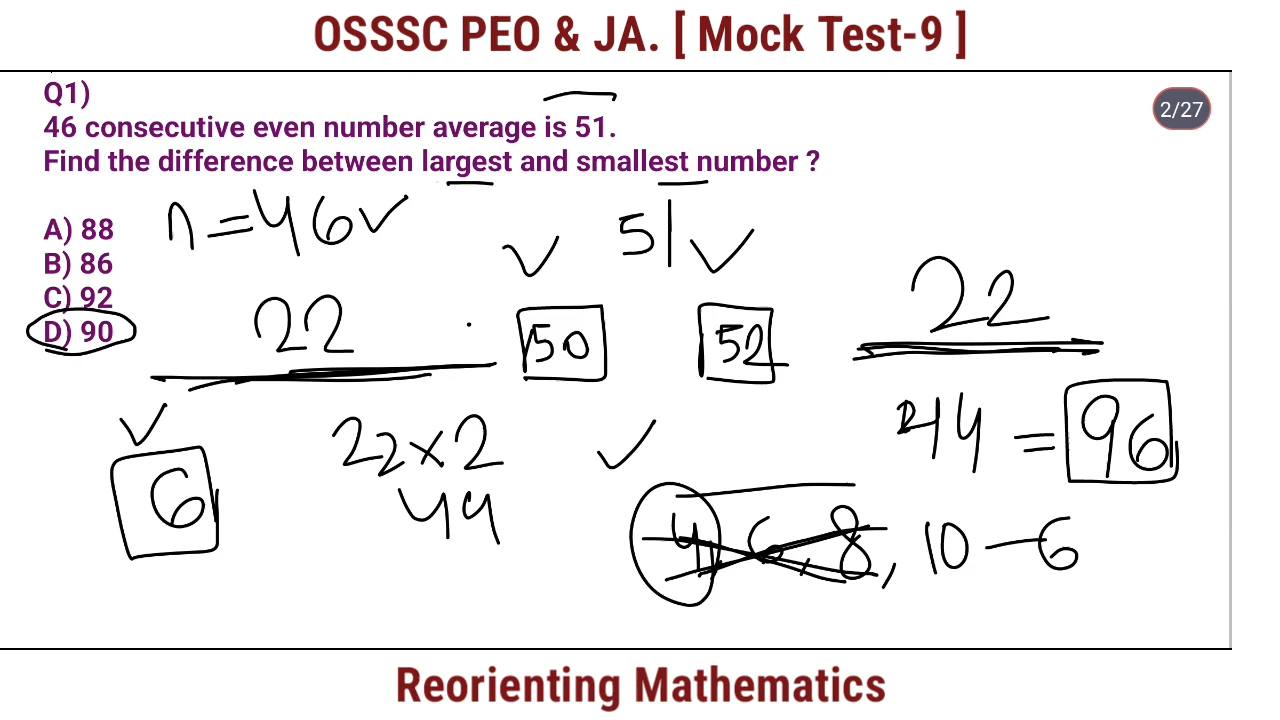 OSSSC PEO & JA. [ Mock Test-9 ]
Q1)
2/27
46 consecutive even number average is 51.
Find the difference between largest and smallest number ?
A) 88
B) 86
C) 92
D) 90
n = 46 ✓
51 ✓
22
50
52
22
6
22 × 2
44
44 = 96
4, 6, 8, 10 – 6
Reorienting Mathematics